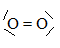 O = O